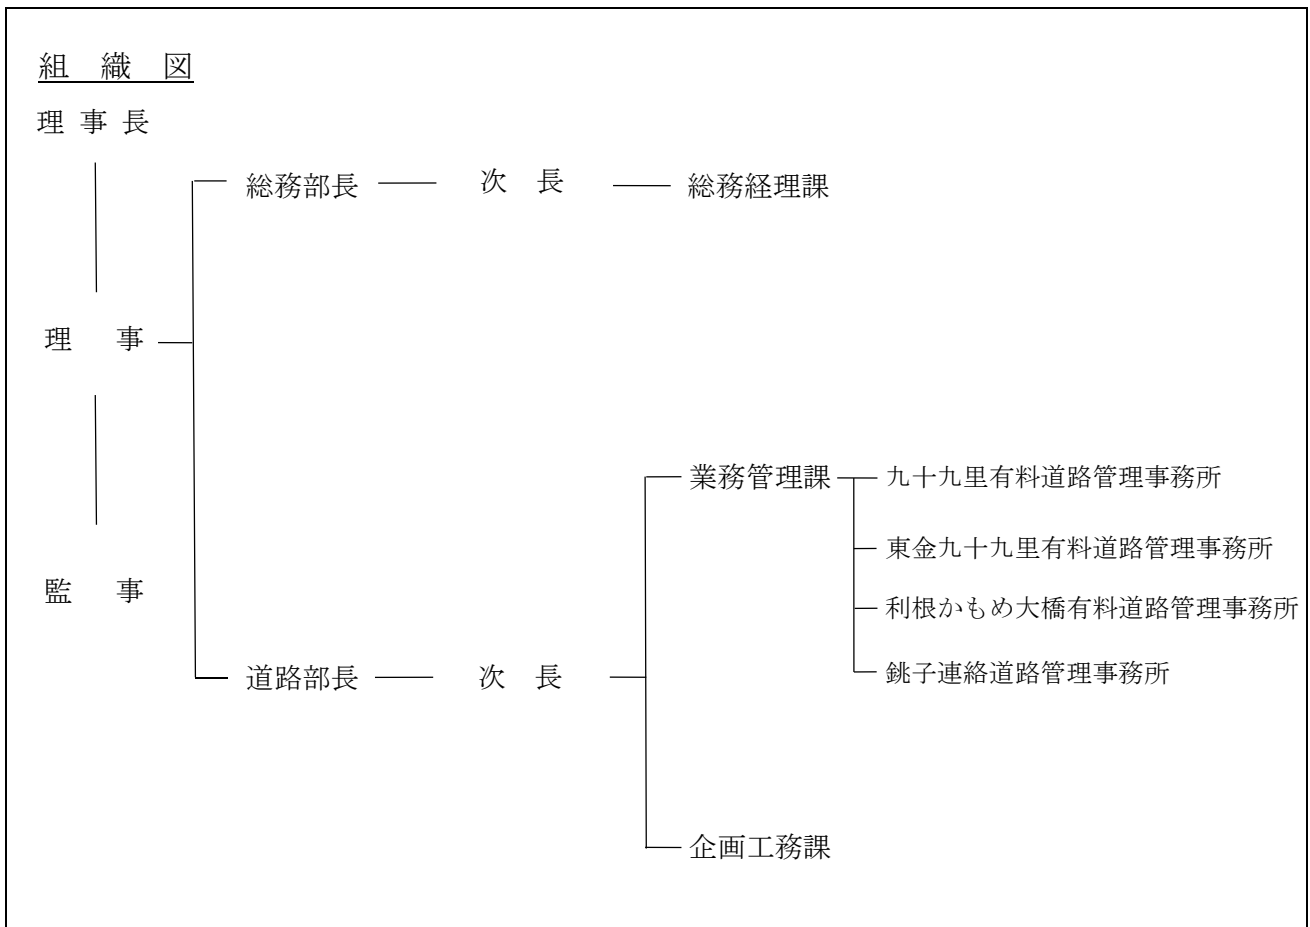 組 織 図
理 事 長
総務部長 次 長 総務経理課
理 事
業務管理課 九十九里有料道路管理事務所
東金九十九里有料道路管理事務所
監 事
利根かもめ大橋有料道路管理事務所
道路部長 次 長
銚子連絡道路管理事務所
企画工務課